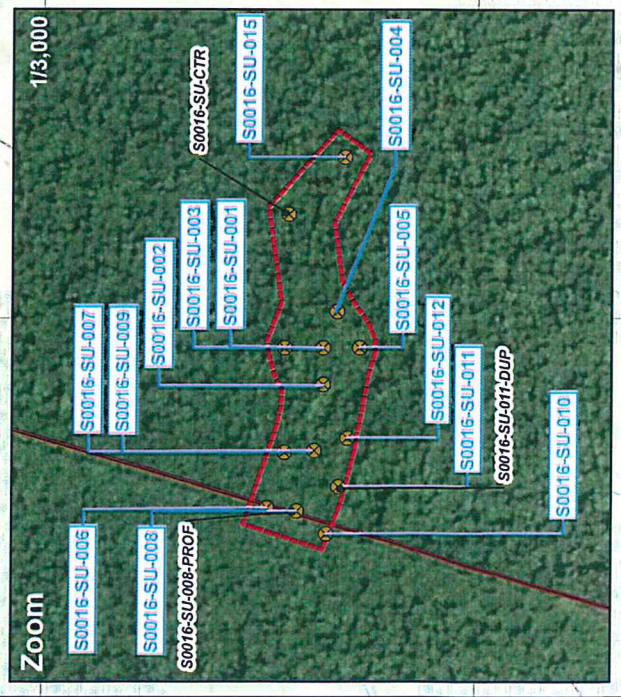 Zoom
1/3,000
S0016-SU-006
S0016-SU-008
S0016-SU-008-PROF
S0016-SU-007
S0016-SU-009
S0016-SU-002
S0016-SU-003
S0016-SU-001
S0016-SU-CTR
S0016-SU-015
S0016-SU-004
S0016-SU-005
S0016-SU-012
S0016-SU-011
S0016-SU-011-DUP
S0016-SU-010